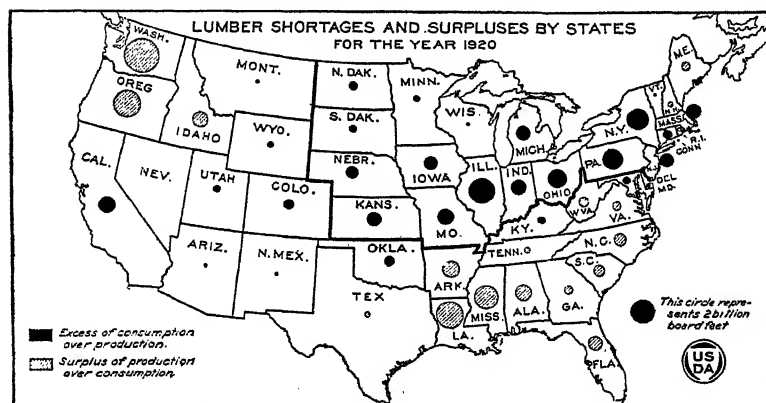 LUMBER SHORTAGES AND SURPLUSES BY STATES
FOR THE YEAR 1920
WASH.
OREG
IDAHO
MONT.
WYO.
CAL.
NEV.
UTAH
COLO.
ARIZ.
N.MEX.
N.DAK.
S.DAK.
NEBR.
KANS.
OKLA.
TEX
MINN.
IOWA
MO.
ARK.
LA.
WIS.
ILL.
MICH.
IND.
OHIO
KY.
TENN.
MISS.
ALA.
GA.
FLA.
S.C.
N.C.
VA.
W.VA.
PA.
N.Y.
VT.
N.H.
ME.
MASS.
R.I.
CONN.
N.J.
DEL.
MD.
Excess of consumption
over production.
Surplus of production
over consumption.
This circle repre-
sents 2 billion
board feet
US
DA